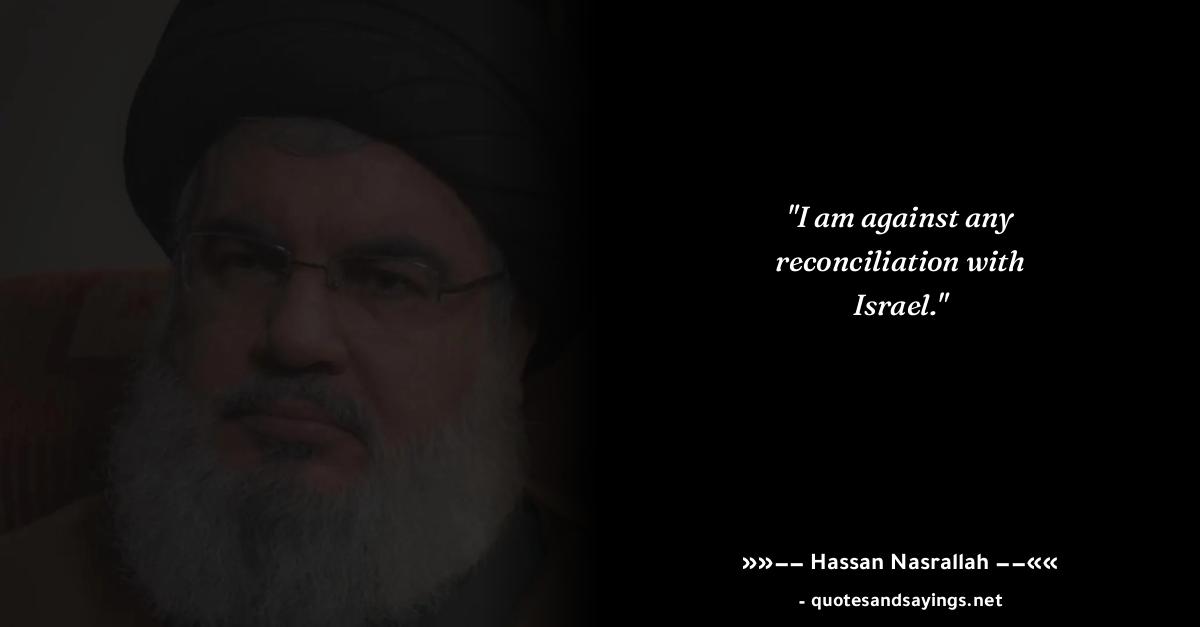 "I am against any
reconciliation with
Israel."
»»−− Hassan Nasrallah −−««
- quotesandsayings.net